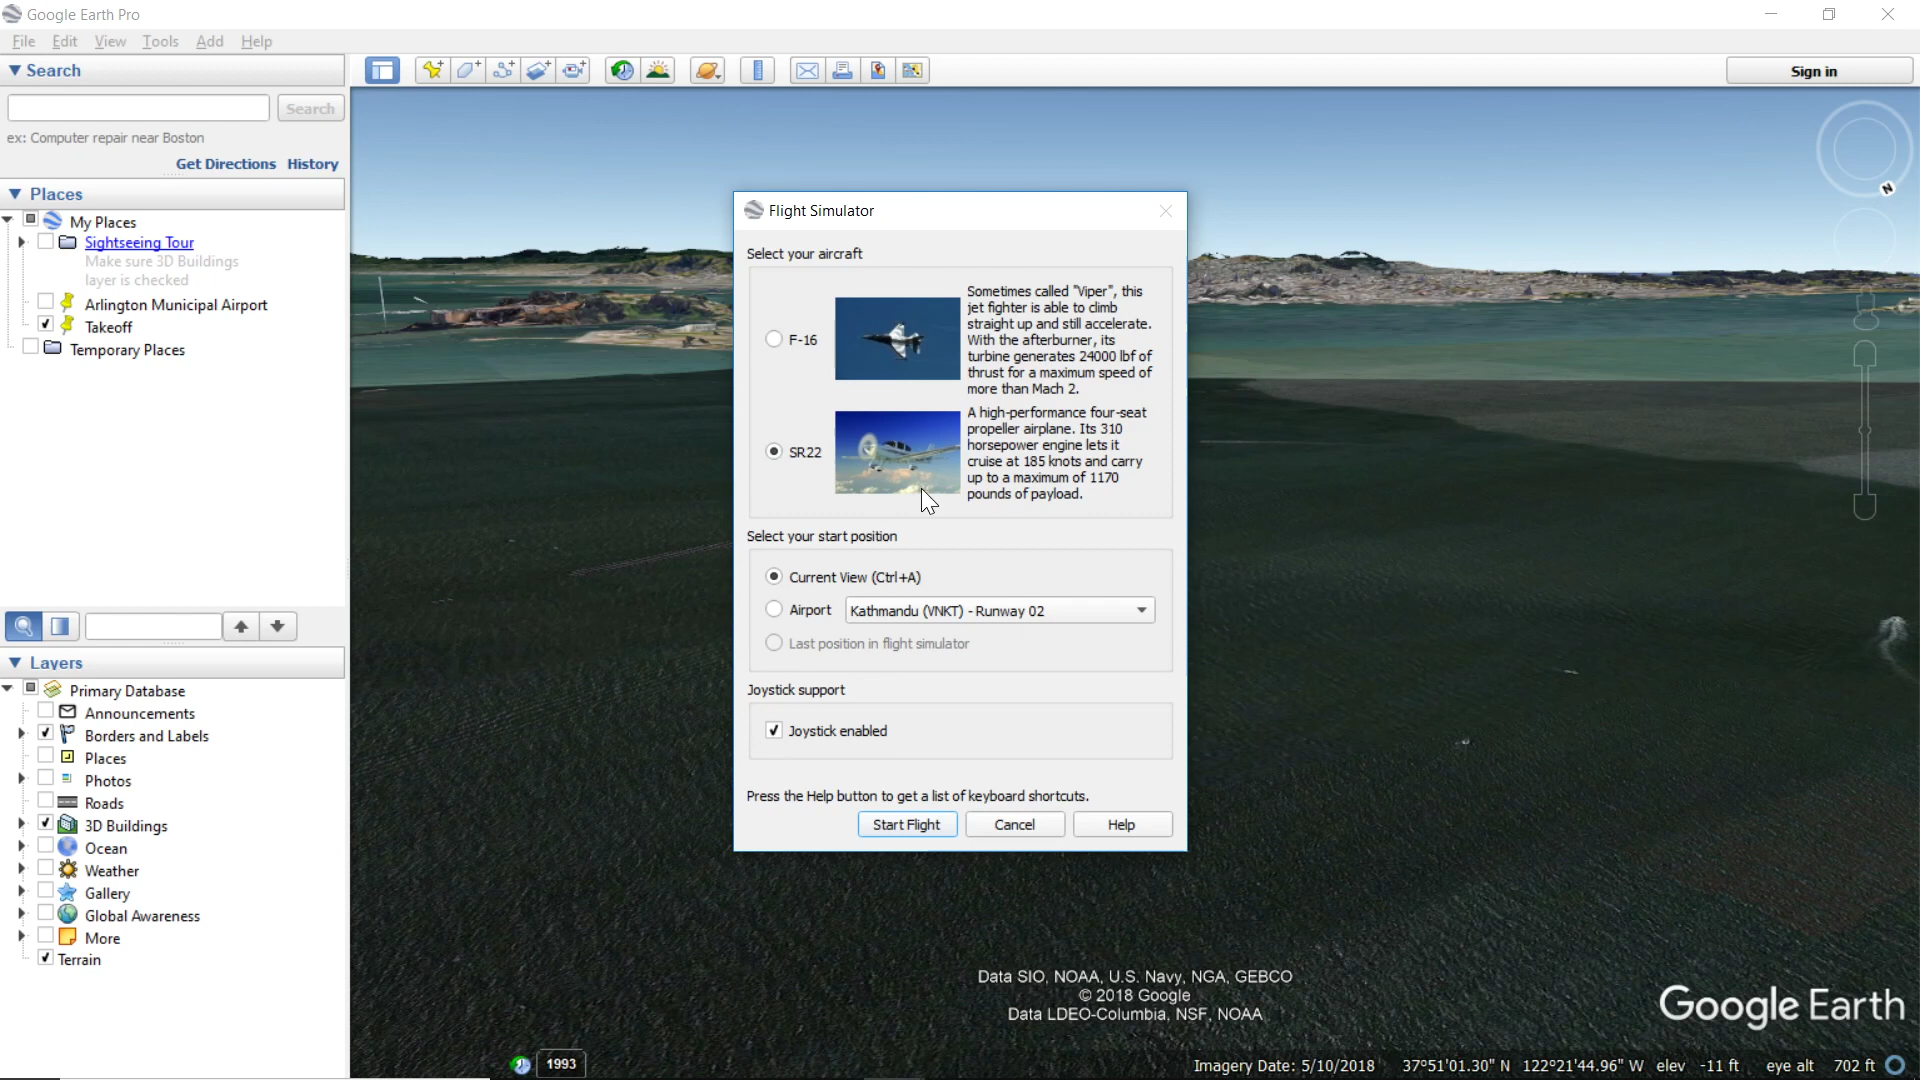 Google Earth Pro
File Edit View Tools Add Help
Search
Search
ex: Computer repair near Boston
Get Directions History
Places
My Places
Sightseeing Tour
Make sure 3D Buildings
layer is checked
Arlington Municipal Airport
Takeoff
Temporary Places
Layers
Primary Database
Announcements
Borders and Labels
Places
Photos
Roads
3D Buildings
Ocean
Weather
Gallery
Global Awareness
More
Terrain
Sign in
N
Flight Simulator
Select your aircraft
F-16
Sometimes called "Viper", this
jet fighter is able to climb
straight up and still accelerate.
With the afterburner, its
turbine generates 24000 lbf of
thrust for a maximum speed of
more than Mach 2.
SR22
A high-performance four-seat
propeller airplane. Its 310
horsepower engine lets it
cruise at 185 knots and carry
up to a maximum of 1170
pounds of payload.
Select your start position
Current View (Ctrl+A)
Airport Kathmandu (VNKT) - Runway 02
Last position in flight simulator
Joystick support
Joystick enabled
Press the Help button to get a list of keyboard shortcuts.
Start Flight Cancel Help
Data SIO, NOAA, U.S. Navy, NGA, GEBCO
© 2018 Google
Data LDEO-Columbia, NSF, NOAA
Google Earth
1993
Imagery Date: 5/10/2018 37°51'01.30" N 122°21'44.96" W elev -11 ft eye alt 702 ft